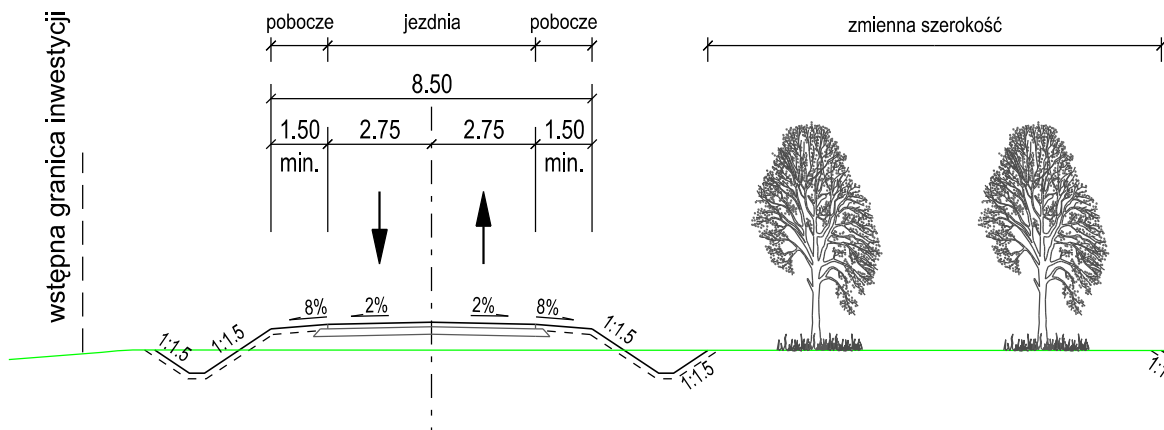 wstępna granica inwestycji
pobocze jezdnia pobocze
zmienna szerokość
8.50
1.50 2.75 2.75 1.50
min. min.
8% 2% 2% 8%
1:1.5 1:1.5 1:1.5 1:1.5